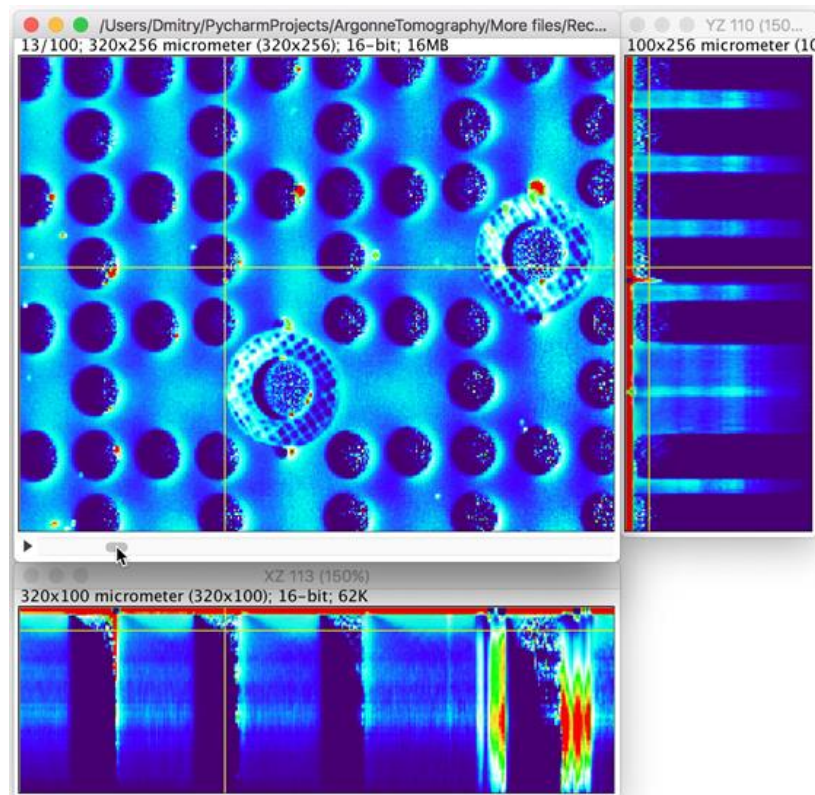 /Users/Dmitry/PycharmProjects/ArgonneTomography/More files/Rec...
13/100; 320x256 micrometer (320x256); 16-bit; 16MB
YZ 110 (150...
100x256 micrometer (10
XZ 113 (150%)
320x100 micrometer (320x100); 16-bit; 62K